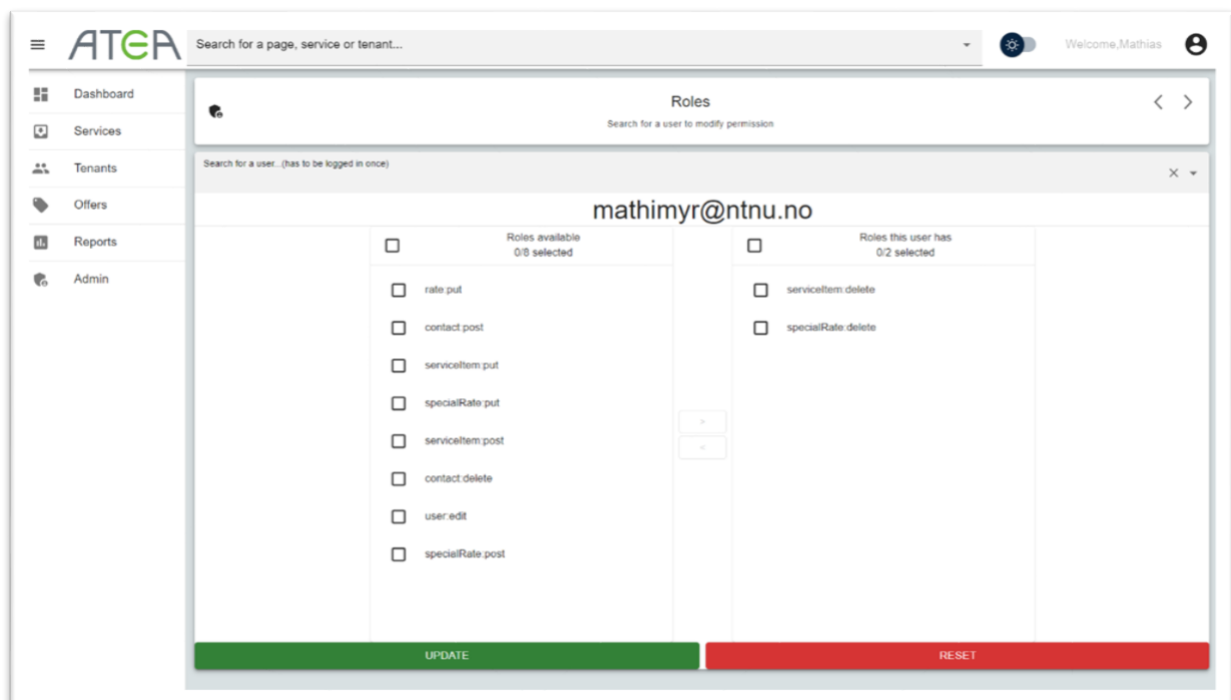 ATEA
Search for a page, service or tenant...
Welcome,Mathias
Dashboard
Services
Tenants
Offers
Reports
Admin
Roles
Search for a user to modify permission
Search for a user...(has to be logged in once)
mathimyr@ntnu.no
Roles available
0/8 selected
rate:put
contact:post
serviceItem:put
specialRate:put
serviceItem:post
contact:delete
user:edit
specialRate:post
>
<
Roles this user has
0/2 selected
serviceItem:delete
specialRate:delete
UPDATE
RESET